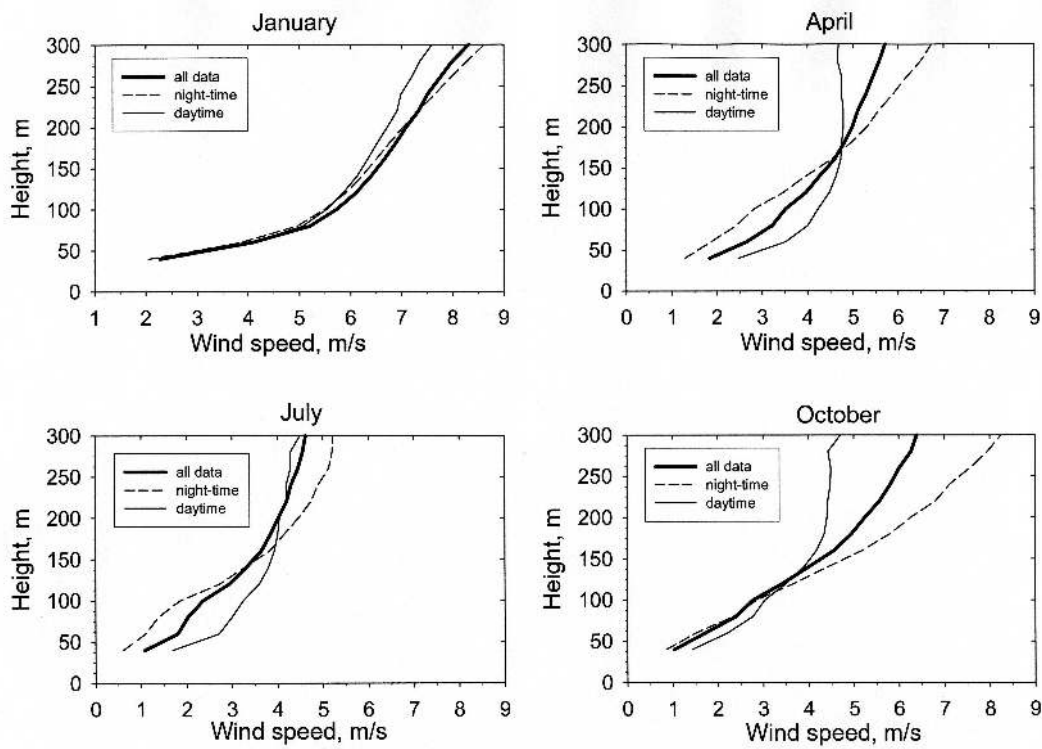 January
300
250
200
150
100
50
0
Height, m
all data
night-time
daytime
1 2 3 4 5 6 7 8 9
Wind speed, m/s
April
300
250
200
150
100
50
0
Height, m
all data
night-time
daytime
0 1 2 3 4 5 6 7 8 9
Wind speed, m/s
July
300
250
200
150
100
50
0
Height, m
all data
night-time
daytime
0 1 2 3 4 5 6 7 8 9
Wind speed, m/s
October
300
250
200
150
100
50
0
Height, m
all data
night-time
daytime
0 1 2 3 4 5 6 7 8 9
Wind speed, m/s